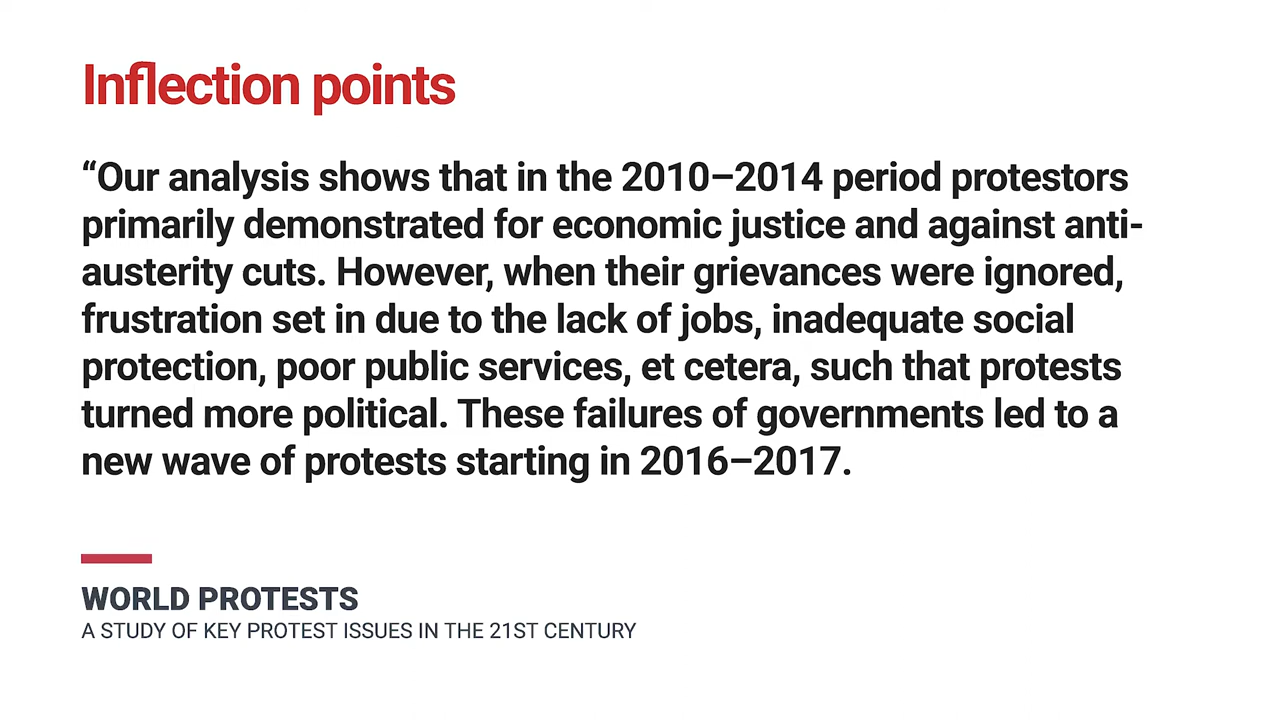 Inflection points
“Our analysis shows that in the 2010–2014 period protestors
primarily demonstrated for economic justice and against anti-
austerity cuts. However, when their grievances were ignored,
frustration set in due to the lack of jobs, inadequate social
protection, poor public services, et cetera, such that protests
turned more political. These failures of governments led to a
new wave of protests starting in 2016–2017.
WORLD PROTESTS
A STUDY OF KEY PROTEST ISSUES IN THE 21ST CENTURY